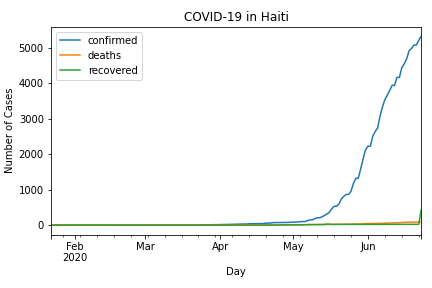 COVID-19 in Haiti
confirmed
deaths
recovered
Number of Cases
5000
4000
3000
2000
1000
0
Feb
2020
Mar
Apr
May
Jun
Day